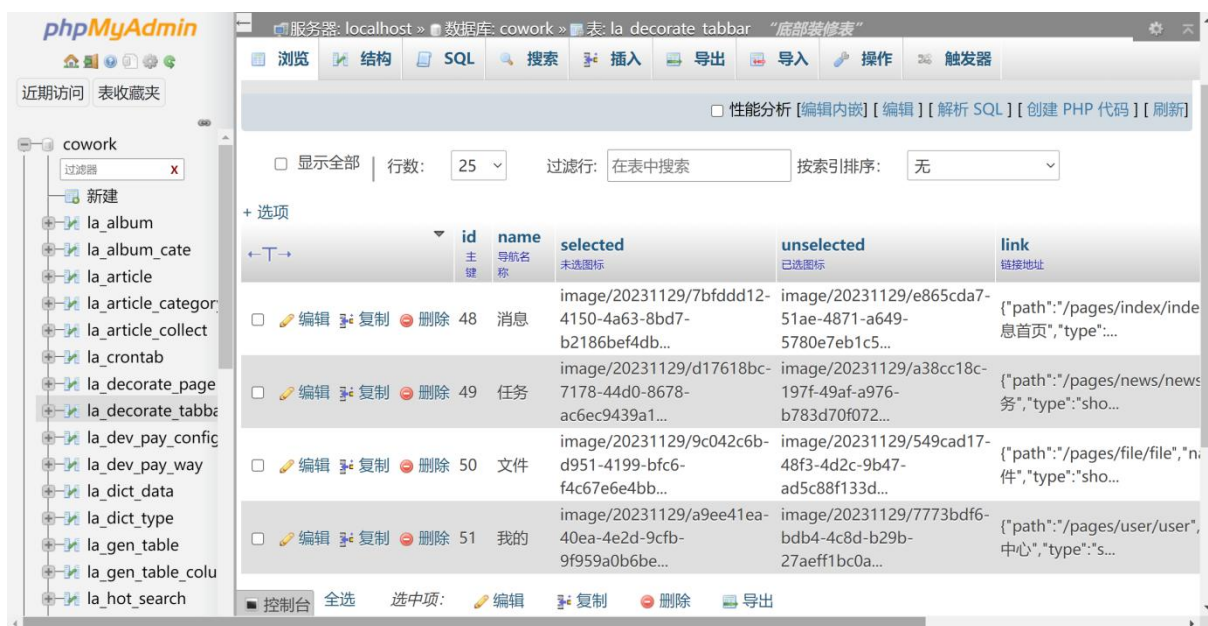 phpMyAdmin
近期访问 表收藏夹
cowork
过滤器 X
新建
la_album
la_album_cate
la_article
la_article_categor
la_article_collect
la_crontab
la_decorate_page
la_decorate_tabba
la_dev_pay_config
la_dev_pay_way
la_dict_data
la_dict_type
la_gen_table
la_gen_table_colu
la_hot_search
服务器: localhost » 数据库: cowork » 表: la_decorate_tabbar “底部装修表”
浏览 结构 SQL 搜索 插入 导出 导入 操作 触发器
性能分析 [编辑内嵌] [ 编辑 ] [ 解析 SQL ] [ 创建 PHP 代码 ] [ 刷新]
显示全部 | 行数: 25 过滤行: 在表中搜索 按索引排序: 无
+ 选项
←T→ id 主键 name 导航名称 selected 未选图标 unselected 已选图标 link 链接地址
编辑 复制 删除 48 消息 image/20231129/7bfddd12-4150-4a63-8bd7-b2186bef4db... image/20231129/e865cda7-51ae-4871-a649-5780e7eb1c5... {"path":"/pages/index/inde 息首页","type":...
编辑 复制 删除 49 任务 image/20231129/d17618bc-7178-44d0-8678-ac6ec9439a1... image/20231129/a38cc18c-197f-49af-a976-b783d70f072... {"path":"/pages/news/news 务","type":"sho...
编辑 复制 删除 50 文件 image/20231129/9c042c6b-d951-4199-bfc6-f4c67e6e4bb... image/20231129/549cad17-48f3-4d2c-9b47-ad5c88f133d... {"path":"/pages/file/file","na 件","type":"sho...
编辑 复制 删除 51 我的 image/20231129/a9ee41ea-40ea-4e2d-9cfb-9f959a0b6be... image/20231129/7773bdf6-bdb4-4c8d-b29b-27aeff1bc0a... {"path":"/pages/user/user", 中心","type":"s...
控制台 全选 选中项: 编辑 复制 删除 导出